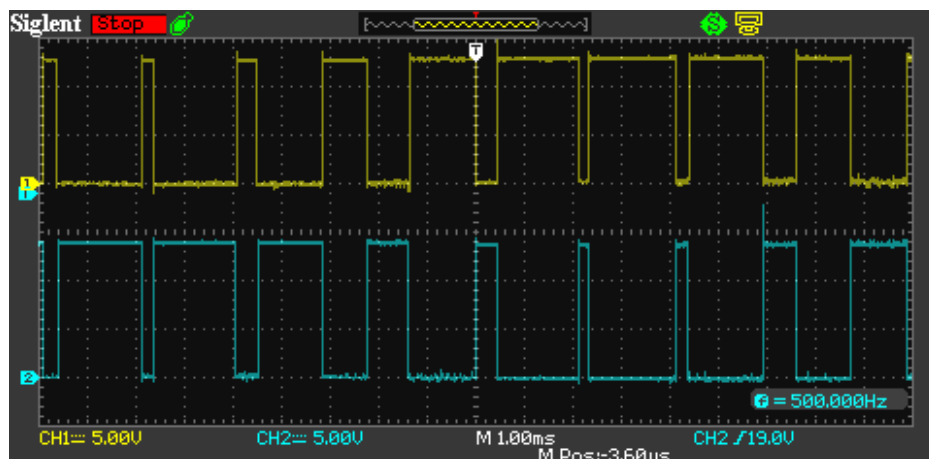 Siglent Stop
T
1
T
2
f = 500.000Hz
CH1 5.00V CH2 5.00V M 1.00ms CH2 /19.0V
M Pos:-3.60µs